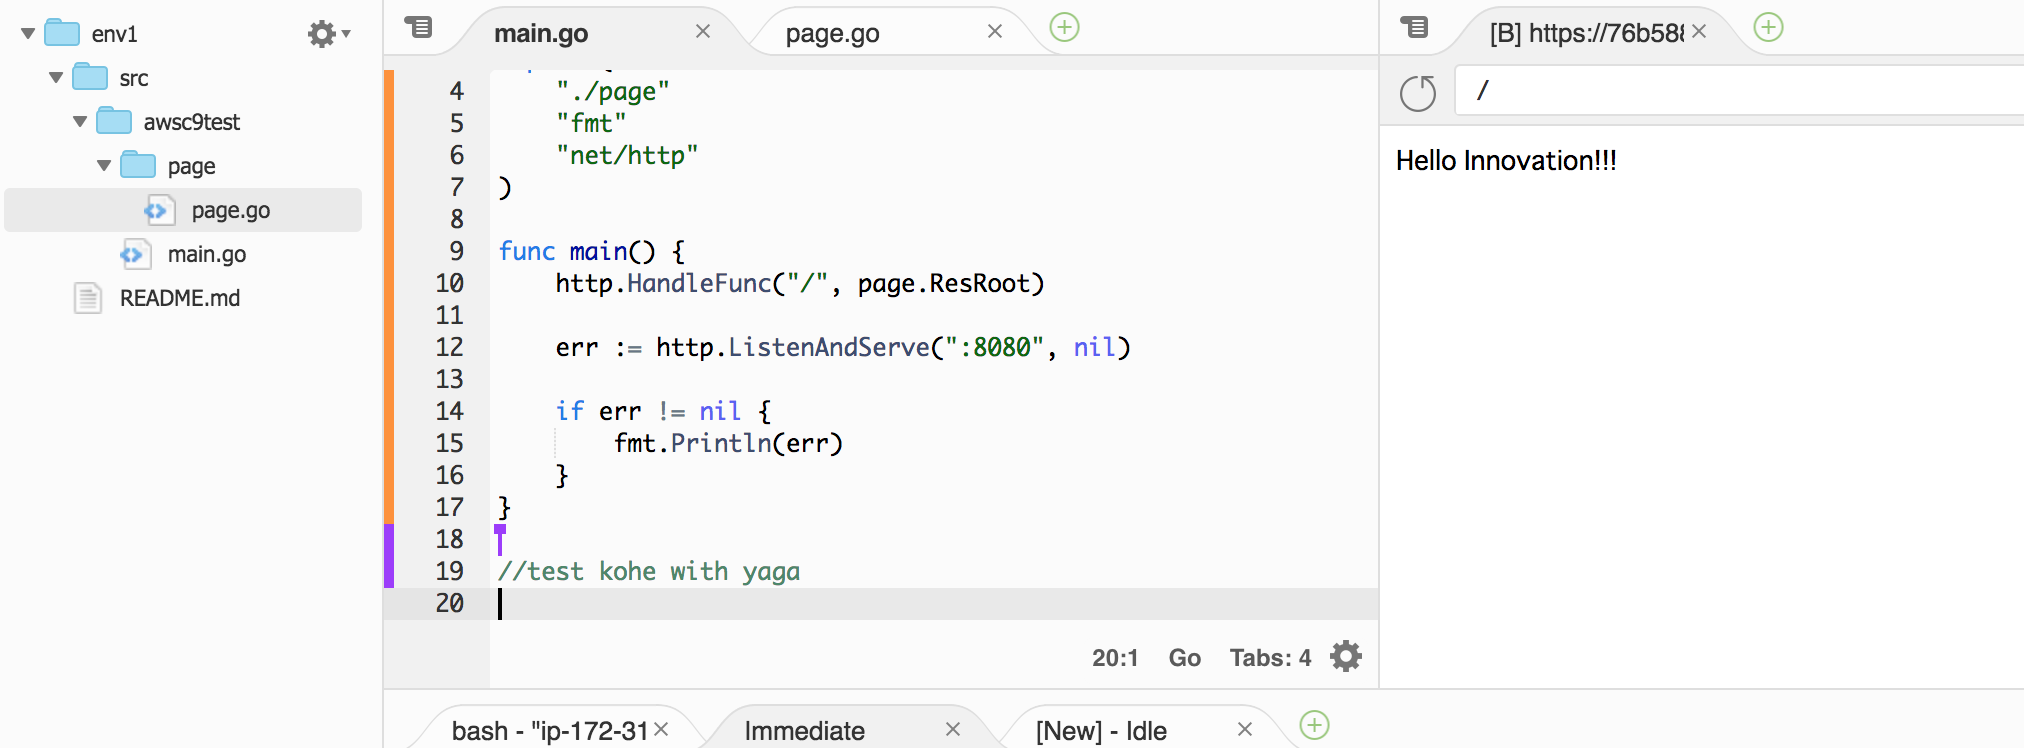 env1
src
awsc9test
page
page.go
main.go
README.md
main.go
page.go
4 "./page"
5 "fmt"
6 "net/http"
7 )
8
9 func main() {
10 http.HandleFunc("/", page.ResRoot)
11
12 err := http.ListenAndServe(":8080", nil)
13
14 if err != nil {
15 fmt.Println(err)
16 }
17 }
18
19 //test kohe with yaga
20
20:1 Go Tabs: 4
[B] https://76b58
/
Hello Innovation!!!
bash - "ip-172-31
Immediate
[New] - Idle